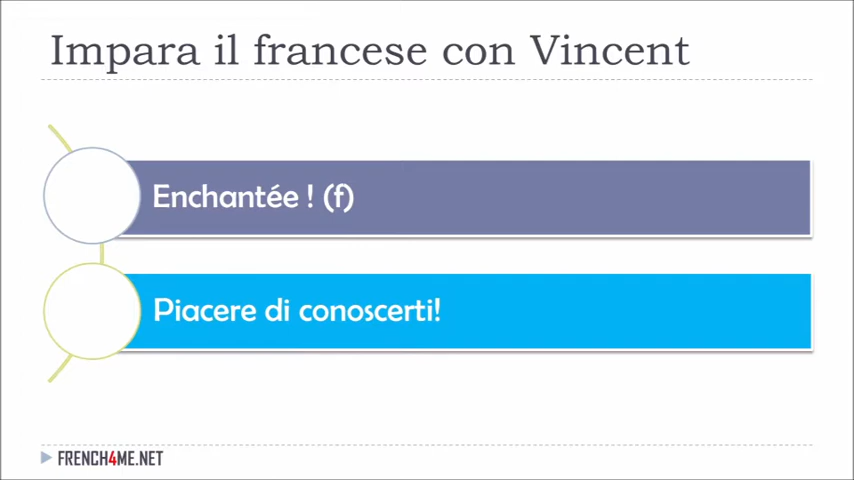 Impara il francese con Vincent
Enchantée ! (f)
Piacere di conoscerti!
FRENCH4ME.NET